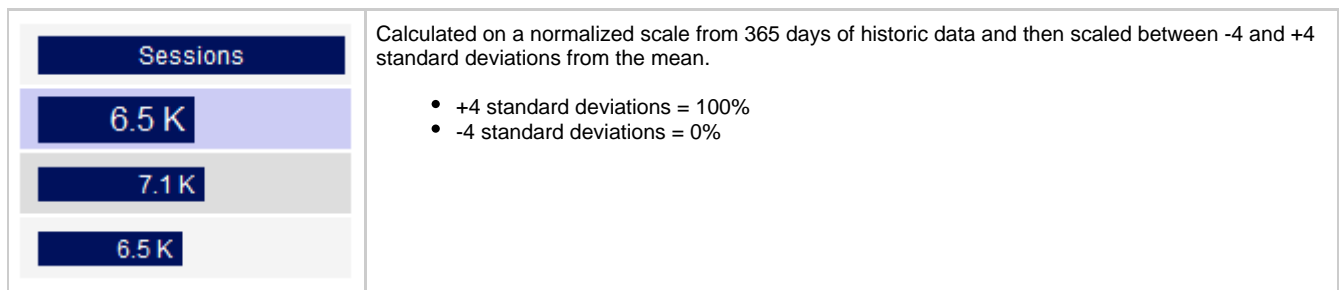 Sessions
6.5 K
7.1 K
6.5 K
Calculated on a normalized scale from 365 days of historic data and then scaled between -4 and +4
standard deviations from the mean.
• +4 standard deviations = 100%
• -4 standard deviations = 0%